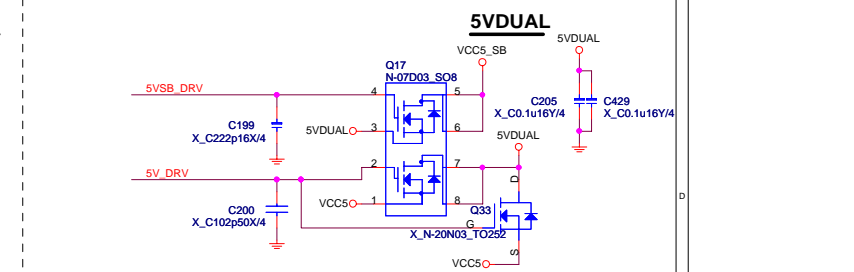 5VDUAL
VCC5_SB
5VDUAL
Q17
N-07D03_SO8
5VSB_DRV
4
5
C199
X_C222p16X/4
5VDUAL
3
6
C205
X_C0.1u16Y/4
C429
X_C0.1u16Y/4
5VDUAL
5V_DRV
2
7
D
VCC5
1
8
C200
X_C102p50X/4
Q33
G
X_N-20N03_TO252
S
VCC5
D